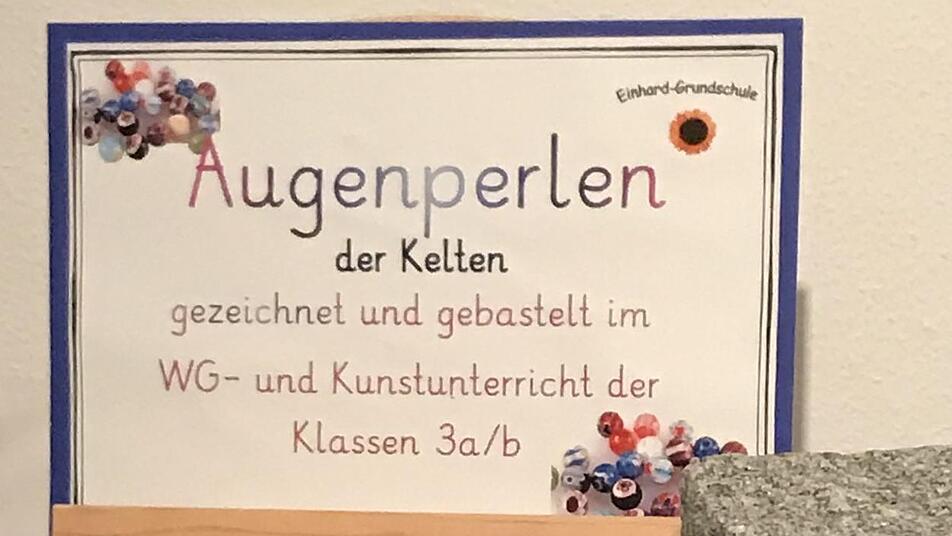 Einhard-Grundschule
Augenperlen
der Kelten
gezeichnet und gebastelt im
WG- und Kunstunterricht der
Klassen 3a/b